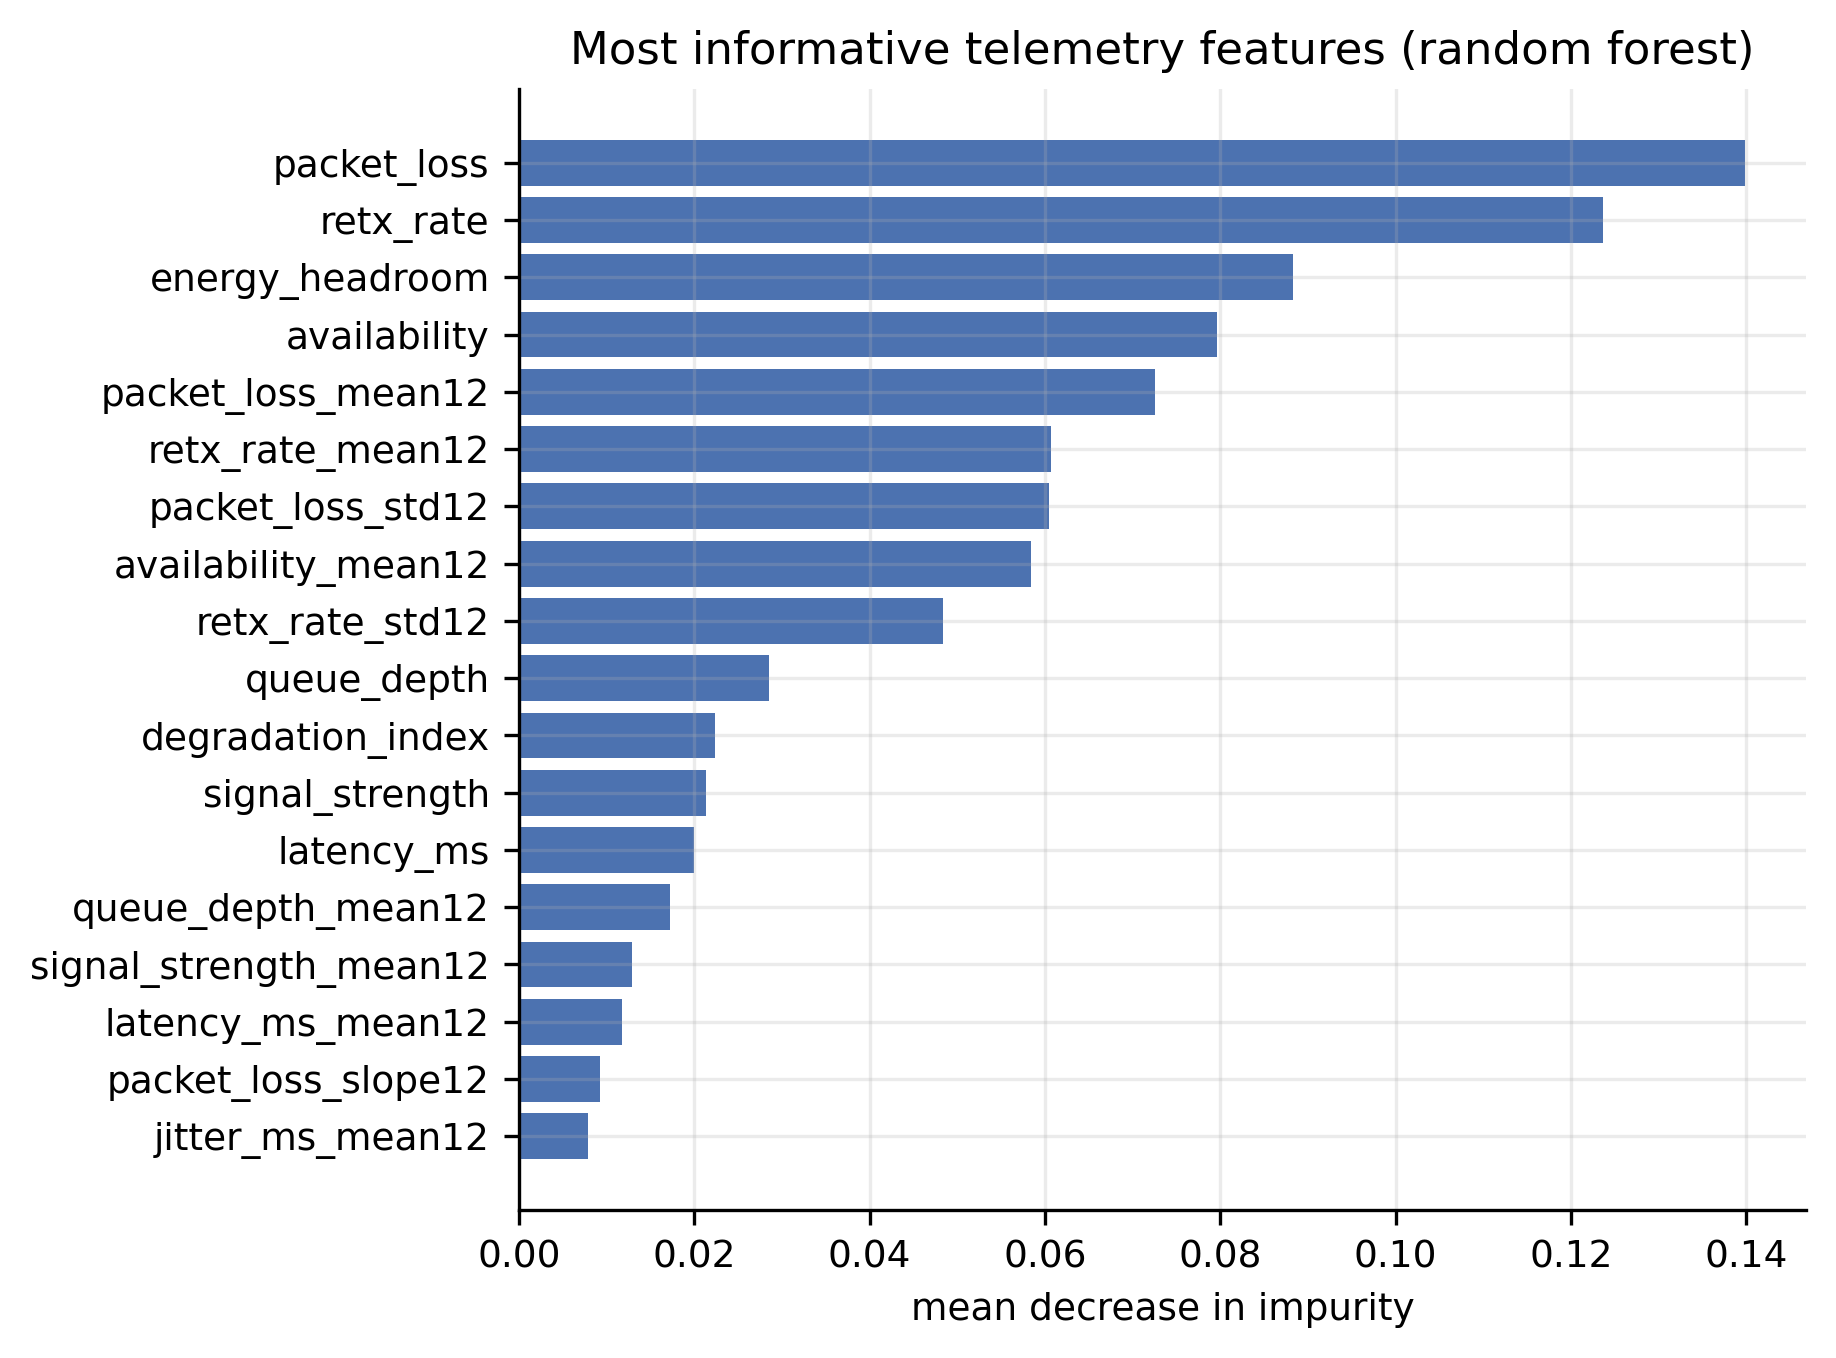 Most informative telemetry features (random forest)
packet_loss
retx_rate
energy_headroom
availability
packet_loss_mean12
retx_rate_mean12
packet_loss_std12
availability_mean12
retx_rate_std12
queue_depth
degradation_index
signal_strength
latency_ms
queue_depth_mean12
signal_strength_mean12
latency_ms_mean12
packet_loss_slope12
jitter_ms_mean12
0.00 0.02 0.04 0.06 0.08 0.10 0.12 0.14
mean decrease in impurity